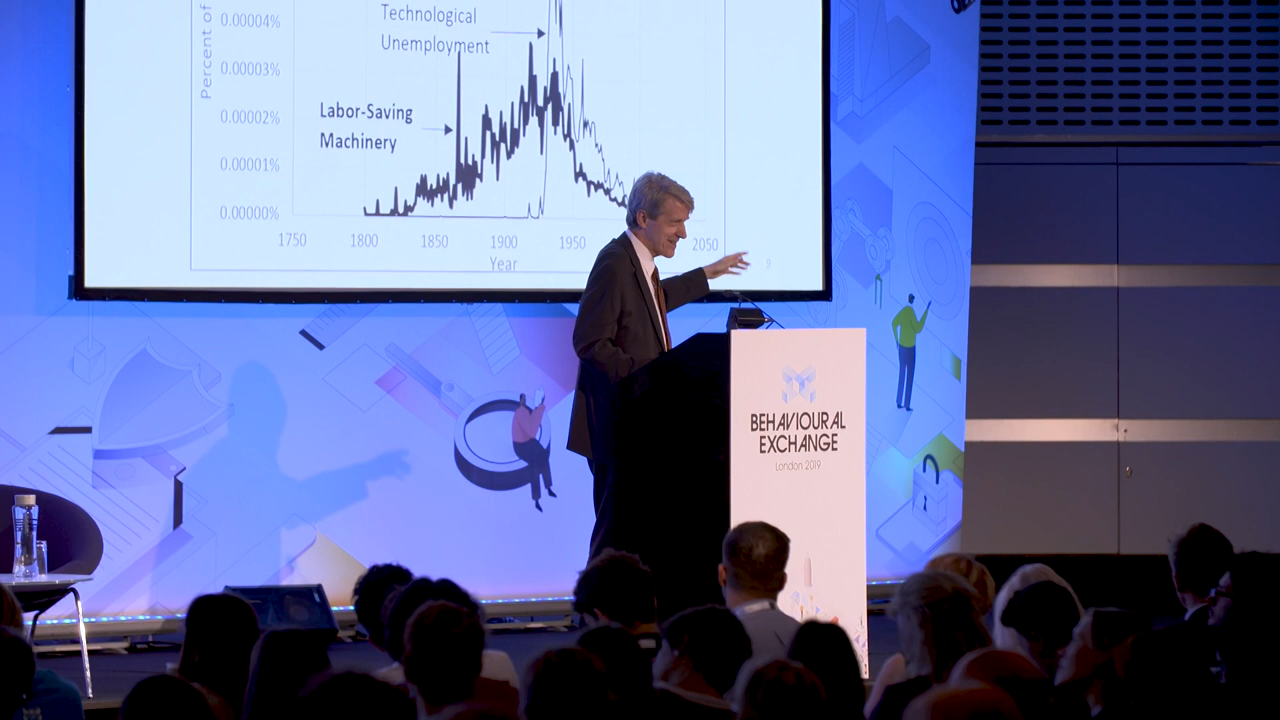 Percent of
0.00004%
0.00003%
0.00002%
0.00001%
0.00000%
Technological
Unemployment
Labor-Saving
Machinery
1750 1800 1850 1900 1950 2050
Year
9
BEHAVIOURAL
EXCHANGE
London 2019